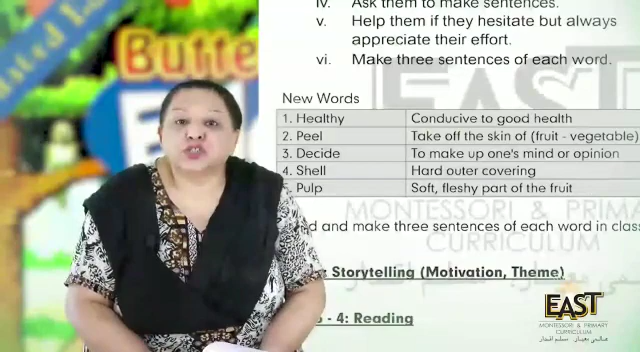 Butte
iv. Ask them to make sentences.
v. Help them if they hesitate but always
appreciate their effort.
vi. Make three sentences of each word.
New Words
1. Healthy Conducive to good health
2. Peel Take off the skin of (fruit - vegetable)
3. Decide To make up one's mind or opinion
4. Shell Hard outer covering
5. Pulp Soft, fleshy part of the fruit
and make three sentences of each word in clas
Storytelling (Motivation, Theme)
- 4: Reading
EAST
MONTESSORI & PRIM
CURRICULUM
EAST
MONTESSORI & PRIMARY
CURRICULUM